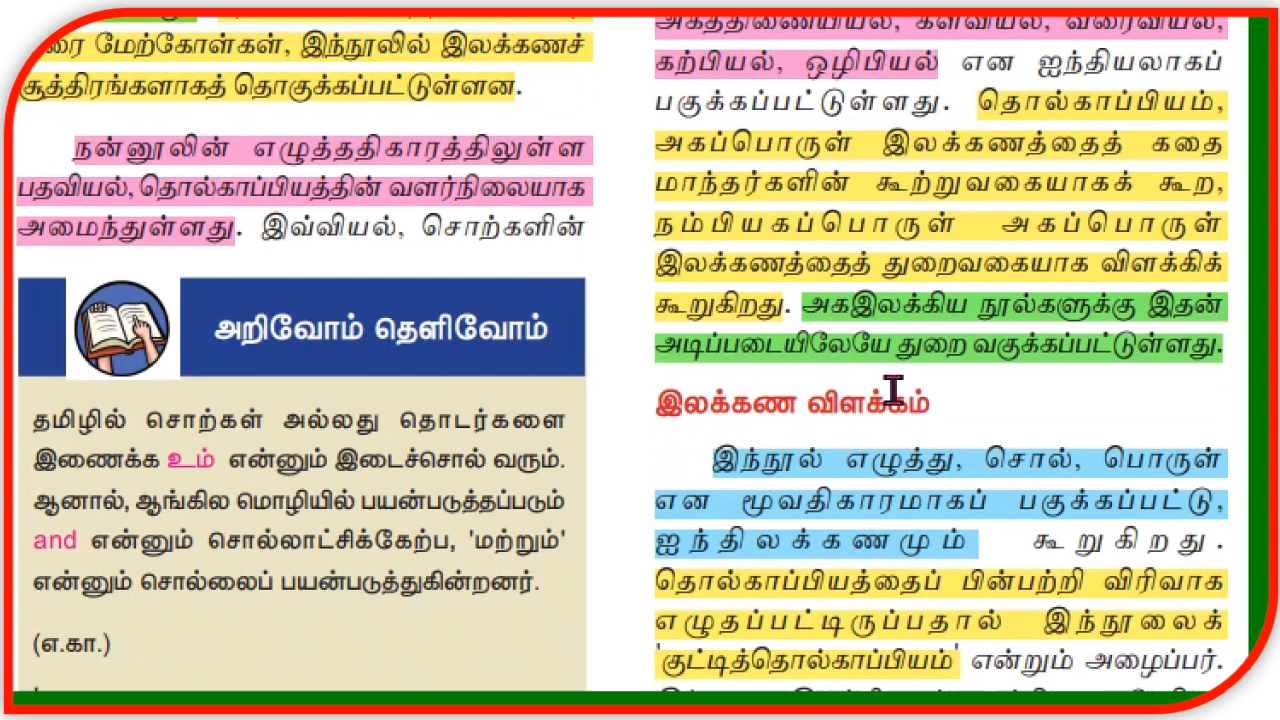 ரை மேற்கோள்கள், இந்நூலில் இலக்கணச்
சூத்திரங்களாகத் தொகுக்கப்பட்டுள்ளன.
நன்னூலின் எழுத்ததிகாரத்திலுள்ள
பதவியல், தொல்காப்பியத்தின் வளர்நிலையாக
அமைந்துள்ளது. இவ்வியல், சொற்களின்
அறிவோம் தெளிவோம்
தமிழில் சொற்கள் அல்லது தொடர்களை
இணைக்க உம் என்னும் இடைச்சொல் வரும்.
ஆனால், ஆங்கில மொழியில் பயன்படுத்தப்படும்
and என்னும் சொல்லாட்சிக்கேற்ப, 'மற்றும்'
என்னும் சொல்லைப் பயன்படுத்துகின்றனர்.
(எ.கா.)
அகத்திணையியல், களவியல், வரைவியல்,
கற்பியல், ஒழிபியல் என ஐந்தியலாகப்
பகுக்கப்பட்டுள்ளது. தொல்காப்பியம்,
அகப்பொருள் இலக்கணத்தைத் கதை
மாந்தர்களின் கூற்றுவகையாகக் கூற,
நம்பியகப்பொருள் அகப்பொருள்
இலக்கணத்தைத் துறைவகையாக விளக்கிக்
கூறுகிறது. அகஇலக்கிய நூல்களுக்கு இதன்
அடிப்படையிலேயே துறை வகுக்கப்பட்டுள்ளது.
இலக்கண விளக்கம்
இந்நூல் எழுத்து, சொல், பொருள்
என மூவதிகாரமாகப் பகுக்கப்பட்டு,
ஐந்திலக்கணமும் கூறுகிறது.
தொல்காப்பியத்தைப் பின்பற்றி விரிவாக
எழுதப்பட்டிருப்பதால் இந்நூலைக்
'குட்டித்தொல்காப்பியம்' என்றும் அழைப்பர்.